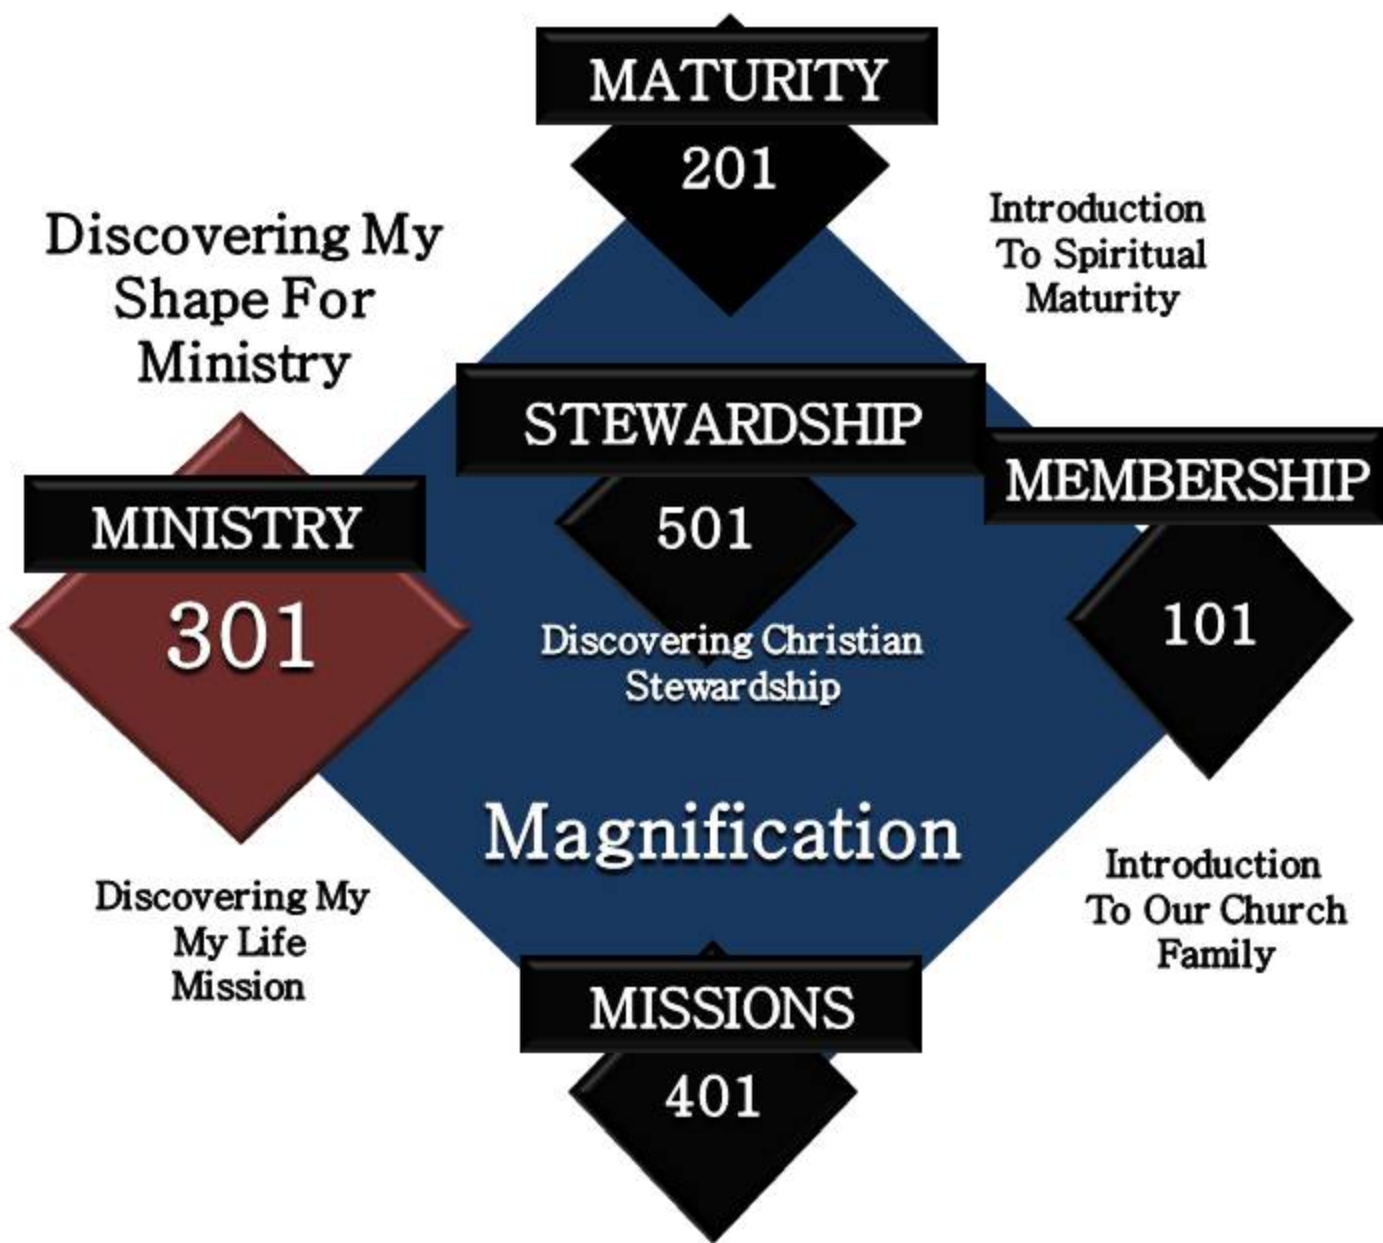 MATURITY
201
Introduction
To Spiritual
Maturity
Discovering My
Shape For
Ministry
STEWARDSHIP
501
Discovering Christian
Stewardship
MEMBERSHIP
101
MINISTRY
301
Magnification
Introduction
To Our Church
Family
Discovering My
My Life
Mission
MISSIONS
401